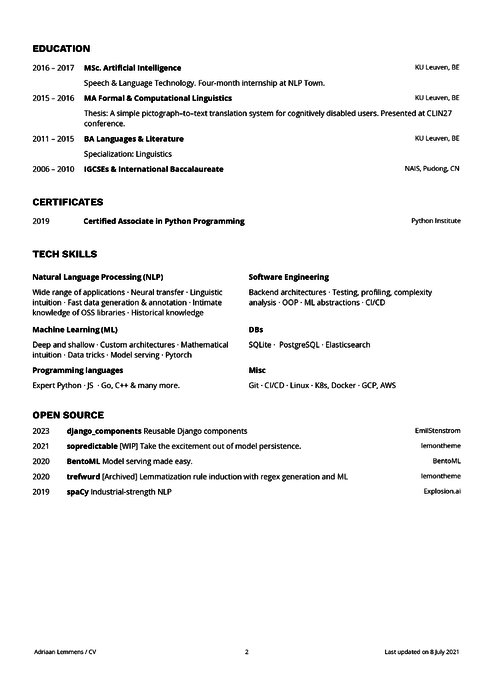 EDUCATION
2016 – 2017 MSc. Artificial Intelligence KU Leuven, BE
Speech & Language Technology. Four-month internship at NLP Town.
2015 – 2016 MA Formal & Computational Linguistics KU Leuven, BE
Thesis: A simple pictograph-to-text translation system for cognitively disabled users. Presented at CLIN27
conference.
2011 – 2015 BA Languages & Literature KU Leuven, BE
Specialization: Linguistics
2006 – 2010 IGCSEs & International Baccalaureate NAIS, Pudong, CN
CERTIFICATES
2019 Certified Associate in Python Programming Python Institute
TECH SKILLS
Natural Language Processing (NLP)
Wide range of applications · Neural transfer · Linguistic
intuition · Fast data generation & annotation · Intimate
knowledge of OSS libraries · Historical knowledge
Software Engineering
Backend architectures · Testing, profiling, complexity
analysis · OOP · ML abstractions · CI/CD
Machine Learning (ML)
Deep and shallow · Custom architectures · Mathematical
intuition · Data tricks · Model serving · Pytorch
DBs
SQLite · PostgreSQL · Elasticsearch
Programming languages
Expert Python · JS · Go, C++ & many more.
Misc
Git · CI/CD · Linux · K8s, Docker · GCP, AWS
OPEN SOURCE
2023 django_components Reusable Django components EmilStenstrom
2021 sopredictable [WIP] Take the excitement out of model persistence. lemontheme
2020 BentoML Model serving made easy. BentoML
2020 trefwurd [Archived] Lemmatization rule induction with regex generation and ML lemontheme
2019 spaCy Industrial-strength NLP Explosion.ai
Adriaan Lemmens / CV 2 Last updated on 8 July 2021